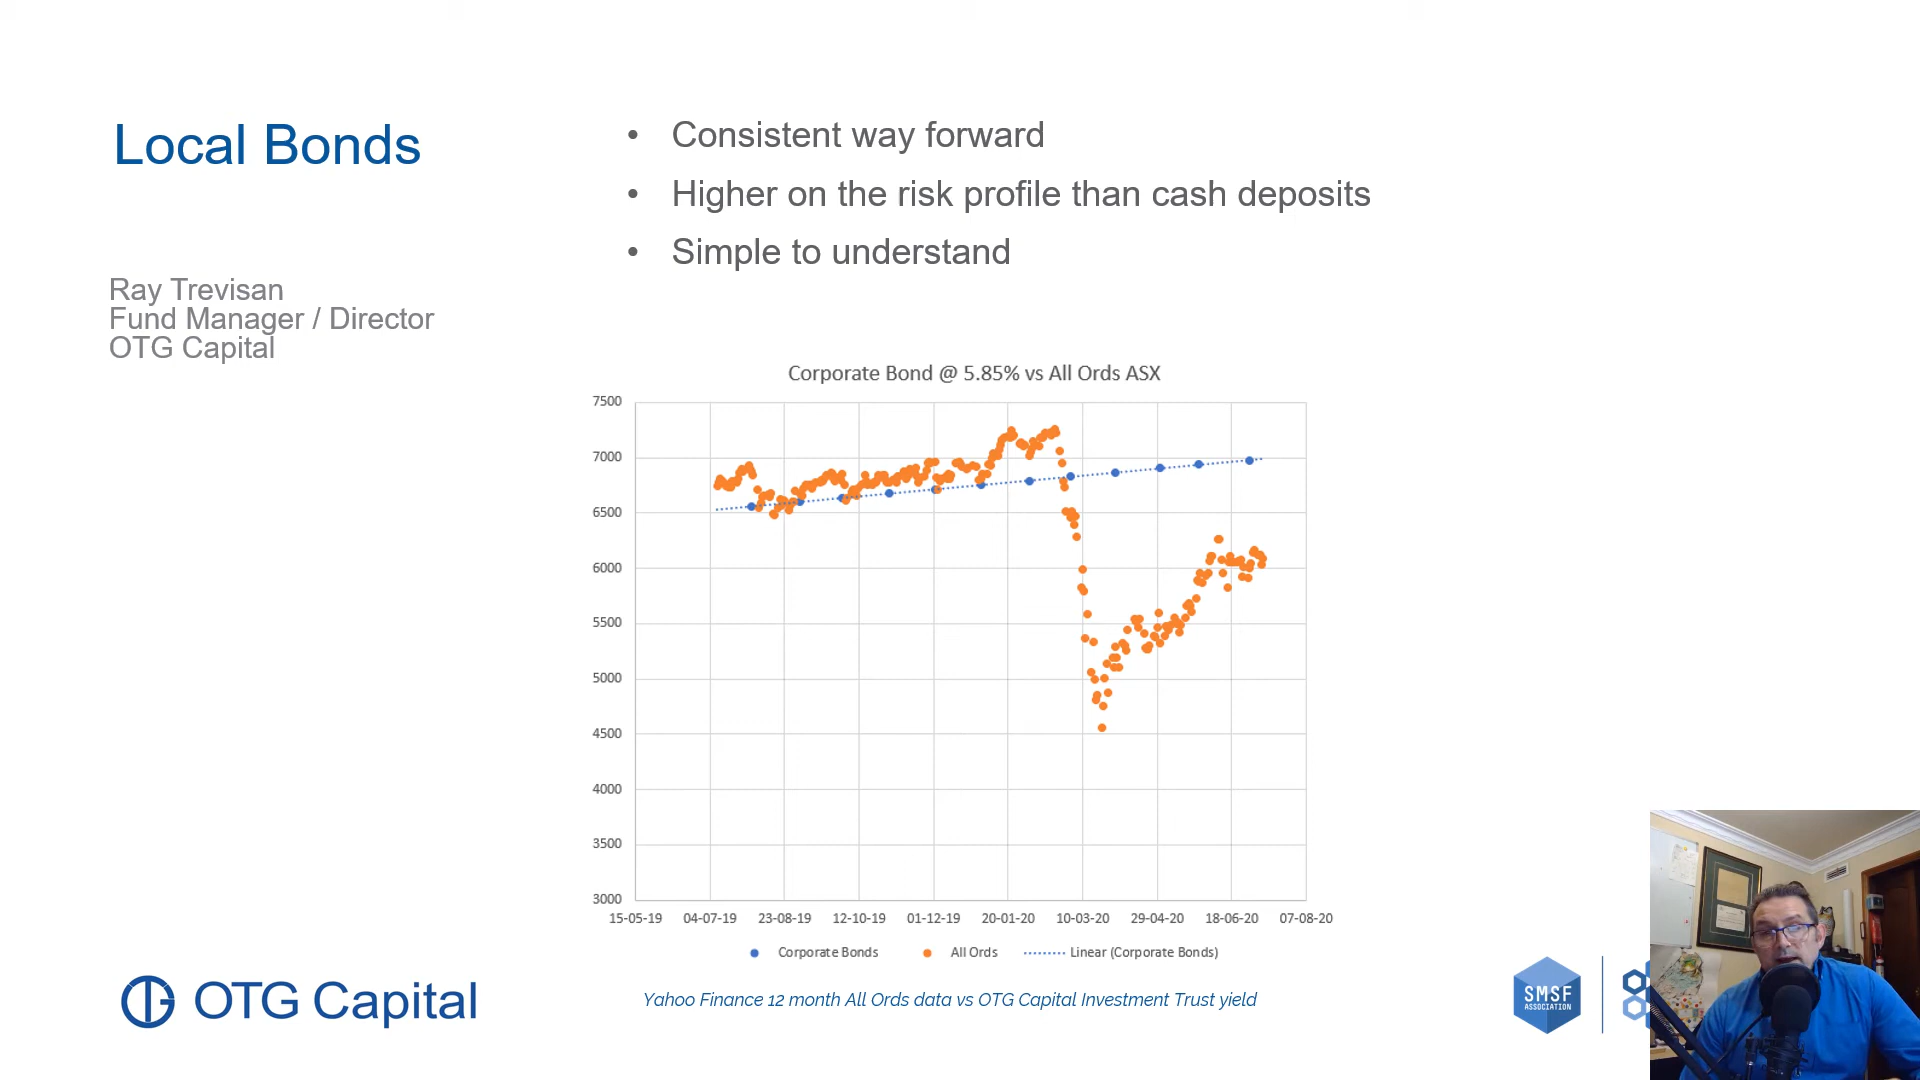 Local Bonds
Ray Trevisan
Fund Manager / Director
OTG Capital
• Consistent way forward
• Higher on the risk profile than cash deposits
• Simple to understand
Corporate Bond @ 5.85% vs All Ords ASX
7500
7000
6500
6000
5500
5000
4500
4000
3500
3000
15-05-19 04-07-19 23-08-19 12-10-19 01-12-19 20-01-20 10-03-20 29-04-20 18-06-20 07-08-20
Corporate Bonds All Ords Linear (Corporate Bonds)
Yahoo Finance 12 month All Ords data vs OTG Capital Investment Trust yield
OTG Capital
SMSF
ASSOCIATION